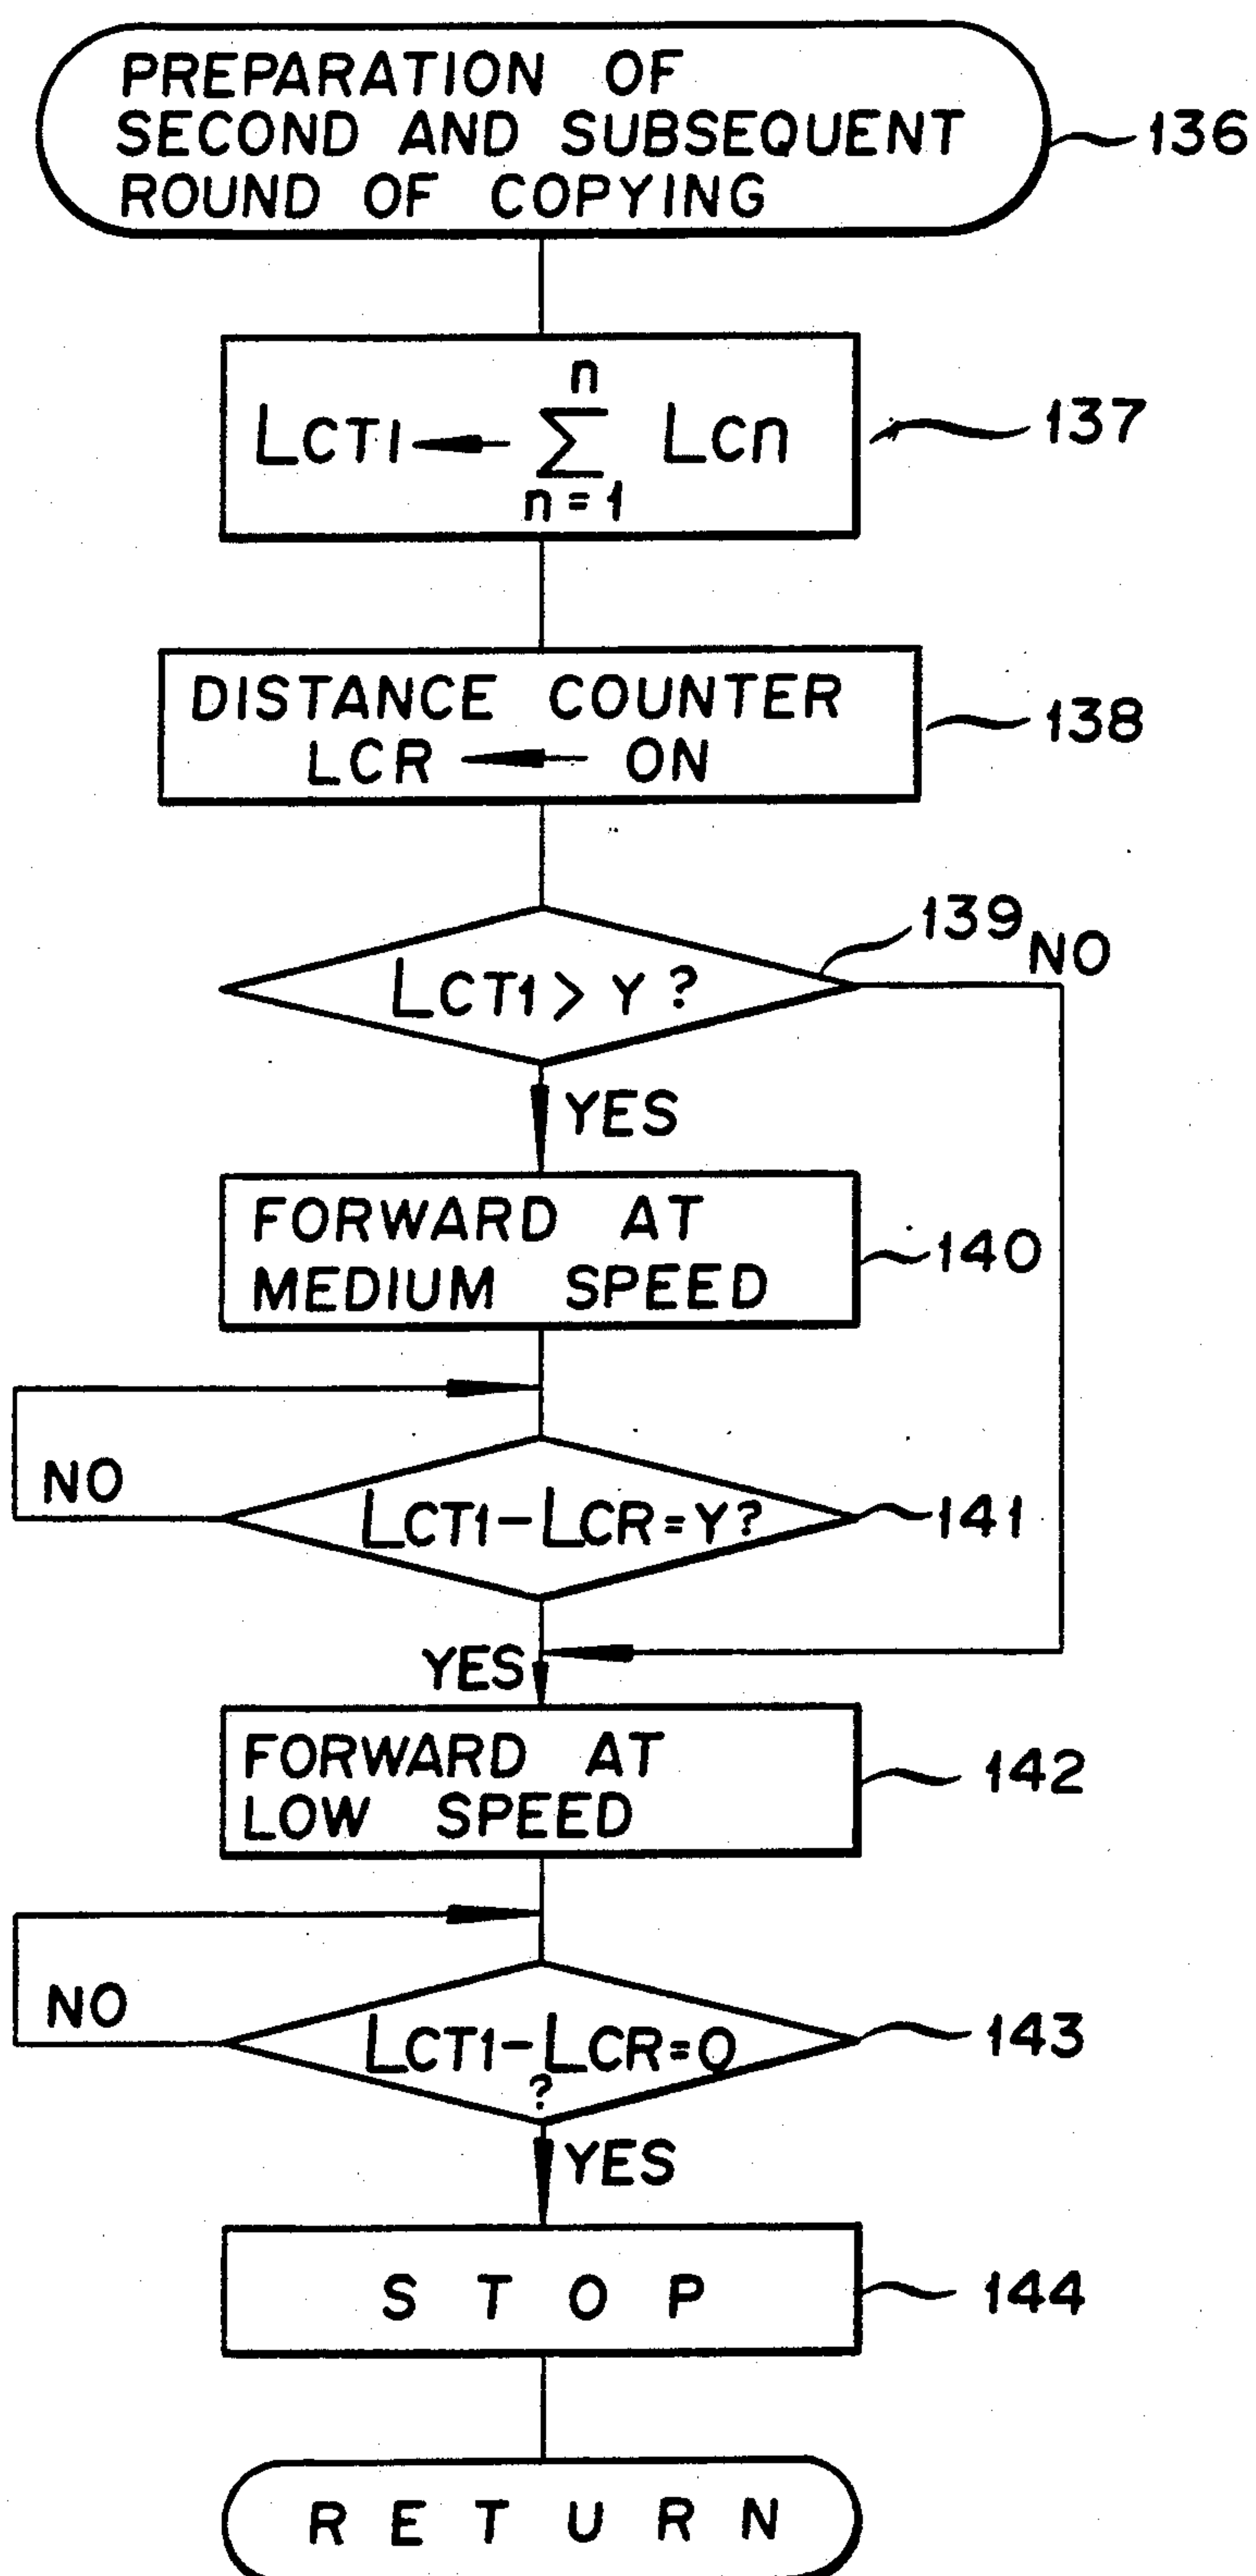 PREPARATION OF
SECOND AND SUBSEQUENT
ROUND OF COPYING
136
n
LCT1 ← ∑ LCn
n=1
137
DISTANCE COUNTER
LCR ← ON
138
139
NO
LCT1 > Y ?
YES
FORWARD AT
MEDIUM SPEED
140
NO
LCT1-LCR=Y?
141
YES
FORWARD AT
LOW SPEED
142
NO
LCT1-LCR=0
?
143
YES
STOP
144
RETURN